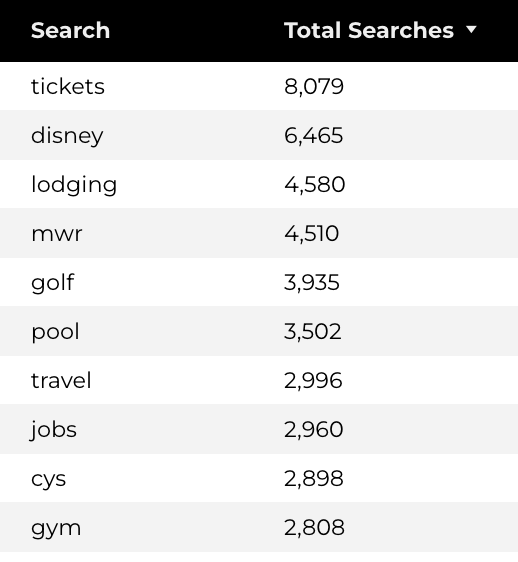 Search Total Searches ▼
tickets 8,079
disney 6,465
lodging 4,580
mwr 4,510
golf 3,935
pool 3,502
travel 2,996
jobs 2,960
cys 2,898
gym 2,808